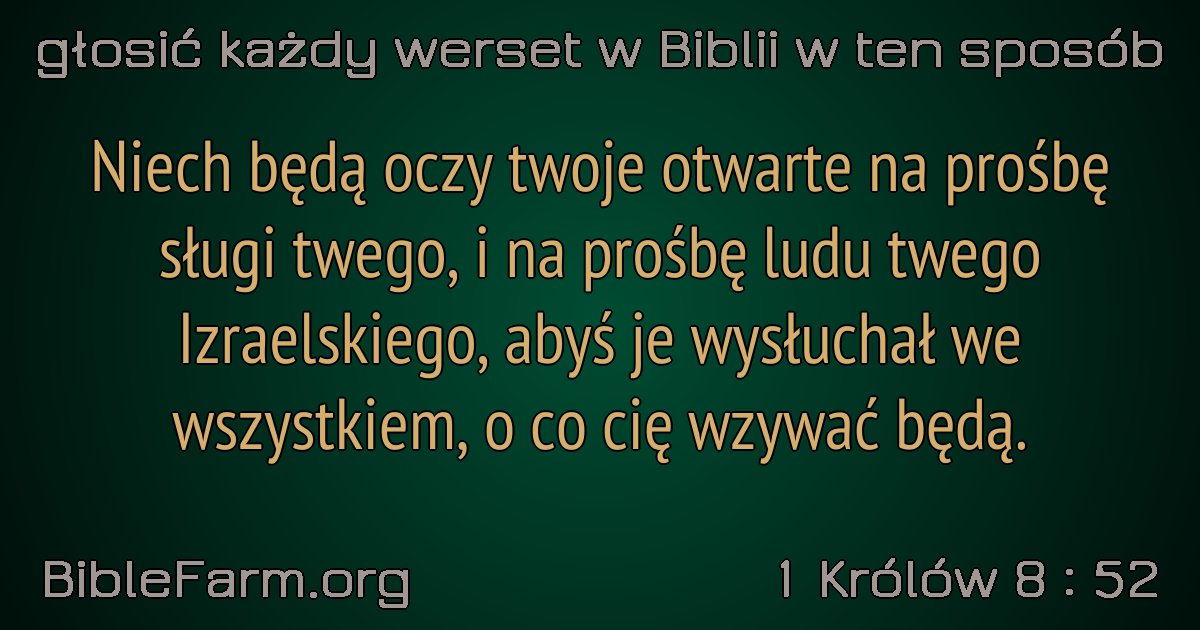 głosić każdy werset w Biblii w ten sposób
Niech będą oczy twoje otwarte na prośbę
sługi twego, i na prośbę ludu twego
Izraelskiego, abyś je wysłuchał we
wszystkiem, o co cię wzywać będą.
BibleFarm.org
1 Królów 8 : 52